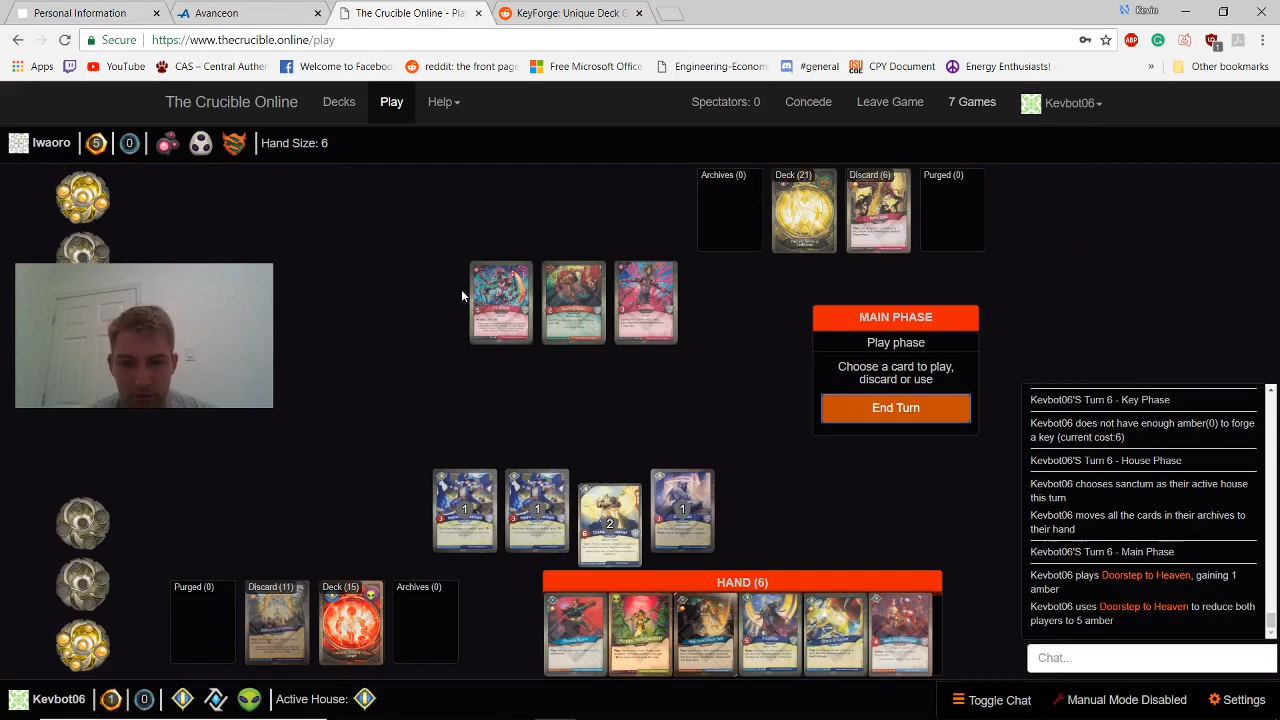 Personal Information
Avanceon
The Crucible Online - Play
KeyForge: Unique Deck G
Kevin
Secure
https://www.thecrucible.online/play
Apps
YouTube
CAS – Central Auther
Welcome to Facebook
reddit: the front page
Free Microsoft Office
Engineering-Econom
#general
CPY Document
Energy Enthusiasts!
Other bookmarks
The Crucible Online
Decks
Play
Help
Spectators: 0
Concede
Leave Game
7 Games
Kevbot06
Iwaoro
5
0
Hand Size: 6
Archives (0)
Deck (21)
Discard (6)
Purged (0)
MAIN PHASE
Play phase
Choose a card to play,
discard or use
End Turn
Kevbot06'S Turn 6 - Key Phase
Kevbot06 does not have enough amber(0) to forge
a key (current cost:6)
Kevbot06'S Turn 6 - House Phase
Kevbot06 chooses sanctum as their active house
this turn
Kevbot06 moves all the cards in their archives to
their hand
Kevbot06'S Turn 6 - Main Phase
Kevbot06 plays Doorstep to Heaven, gaining 1
amber
Kevbot06 uses Doorstep to Heaven to reduce both
players to 5 amber
Chat...
1
1
2
1
HAND (6)
Purged (0)
Discard (11)
Deck (15)
Archives (0)
Kevbot06
1
0
Active House:
Toggle Chat
Manual Mode Disabled
Settings